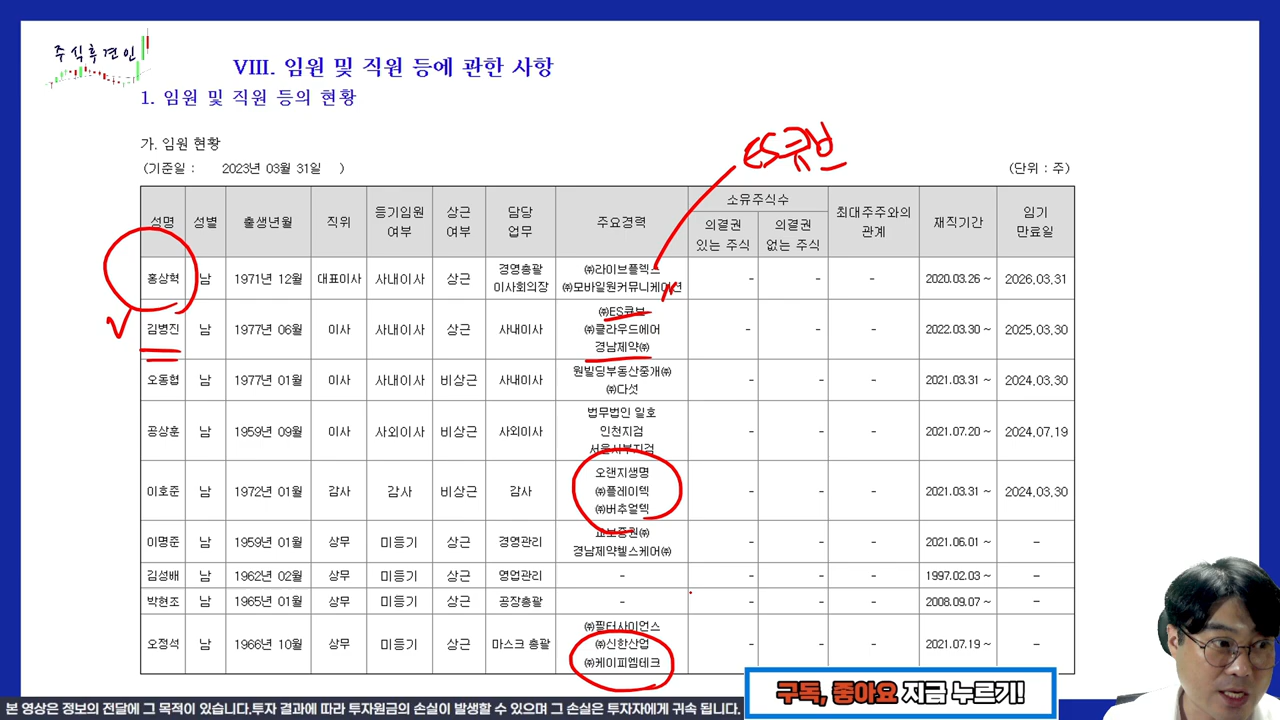 주식후견인
VIII. 임원 및 직원 등에 관한 사항
1. 임원 및 직원 등의 현황
가. 임원 현황
(기준일 : 2023년 03월 31일 )
(단위 : 주)
ES큐브
성명 성별 출생년월 직위 등기임원 여부 상근 여부 담당 업무 주요경력 소유주식수 최대주주와의 관계 재직기간 임기 만료일
의결권 있는 주식 의결권 없는 주식
홍상혁 남 1971년 12월 대표이사 사내이사 상근 경영총괄 이사회의장 ㈜라이브플렉스 ㈜모바일원커뮤니케이션 - - - 2020.03.26 ~ 2026.03.31
김병진 남 1977년 06월 이사 사내이사 상근 사내이사 ㈜ES큐브 ㈜클라우드에어 경남제약㈜ - - - 2022.03.30 ~ 2025.03.30
오동협 남 1977년 01월 이사 사내이사 비상근 사내이사 원빌딩부동산중개㈜ ㈜다섯 - - - 2021.03.31 ~ 2024.03.30
공상훈 남 1959년 09월 이사 사외이사 비상근 사외이사 법무법인 일호 인천지검 서울서부지검 - - - 2021.07.20 ~ 2024.07.19
이호준 남 1972년 01월 감사 감사 비상근 감사 오랜지생명 ㈜플레이텍 ㈜버추얼텍 - - - 2021.03.31 ~ 2024.03.30
이명준 남 1959년 01월 상무 미등기 상근 경영관리 교보증권㈜ 경남제약헬스케어㈜ - - - 2021.06.01 ~ -
김성배 남 1962년 02월 상무 미등기 상근 영업관리 - - - - 1997.02.03 ~ -
박현조 남 1965년 01월 상무 미등기 상근 공장총괄 - - - - 2008.09.07 ~ -
오정석 남 1966년 10월 상무 미등기 상근 마스크 총괄 ㈜필터사이언스 ㈜신한산업 ㈜케이피엠테크 - - - 2021.07.19 ~ -
구독, 좋아요 지금 누르기!
본 영상은 정보의 전달에 그 목적이 있습니다.투자 결과에 따라 투자원금의 손실이 발생할 수 있으며 그 손실은 투자자에게 귀속 됩니다.